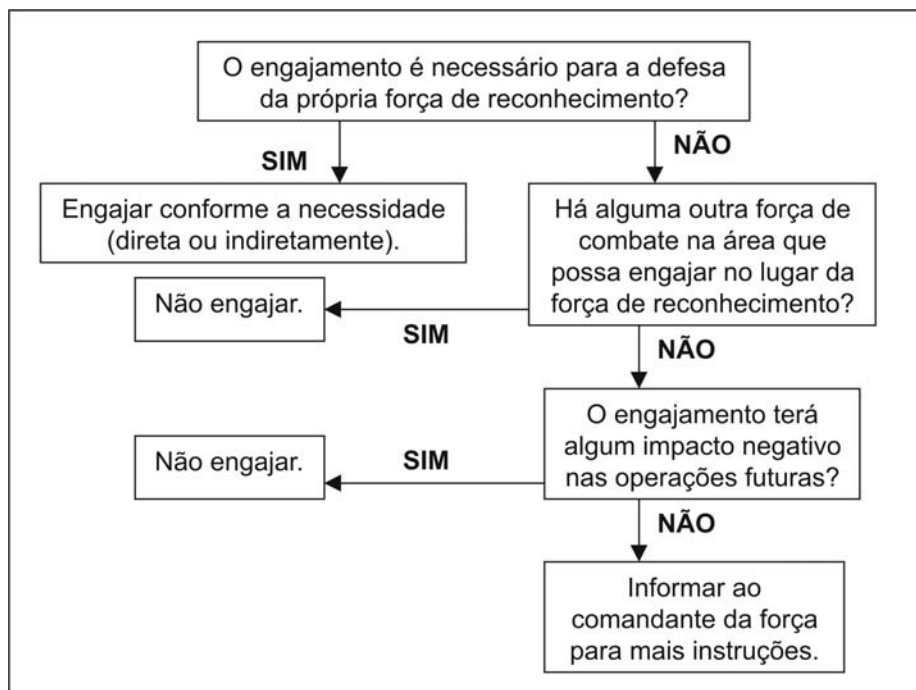 O engajamento é necessário para a defesa
da própria força de reconhecimento?
SIM
NÃO
Engajar conforme a necessidade
(direta ou indiretamente).
Há alguma outra força de
combate na área que
possa engajar no lugar da
força de reconhecimento?
Não engajar.
SIM
NÃO
O engajamento terá
algum impacto negativo
nas operações futuras?
Não engajar.
SIM
NÃO
Informar ao
comandante da força
para mais instruções.